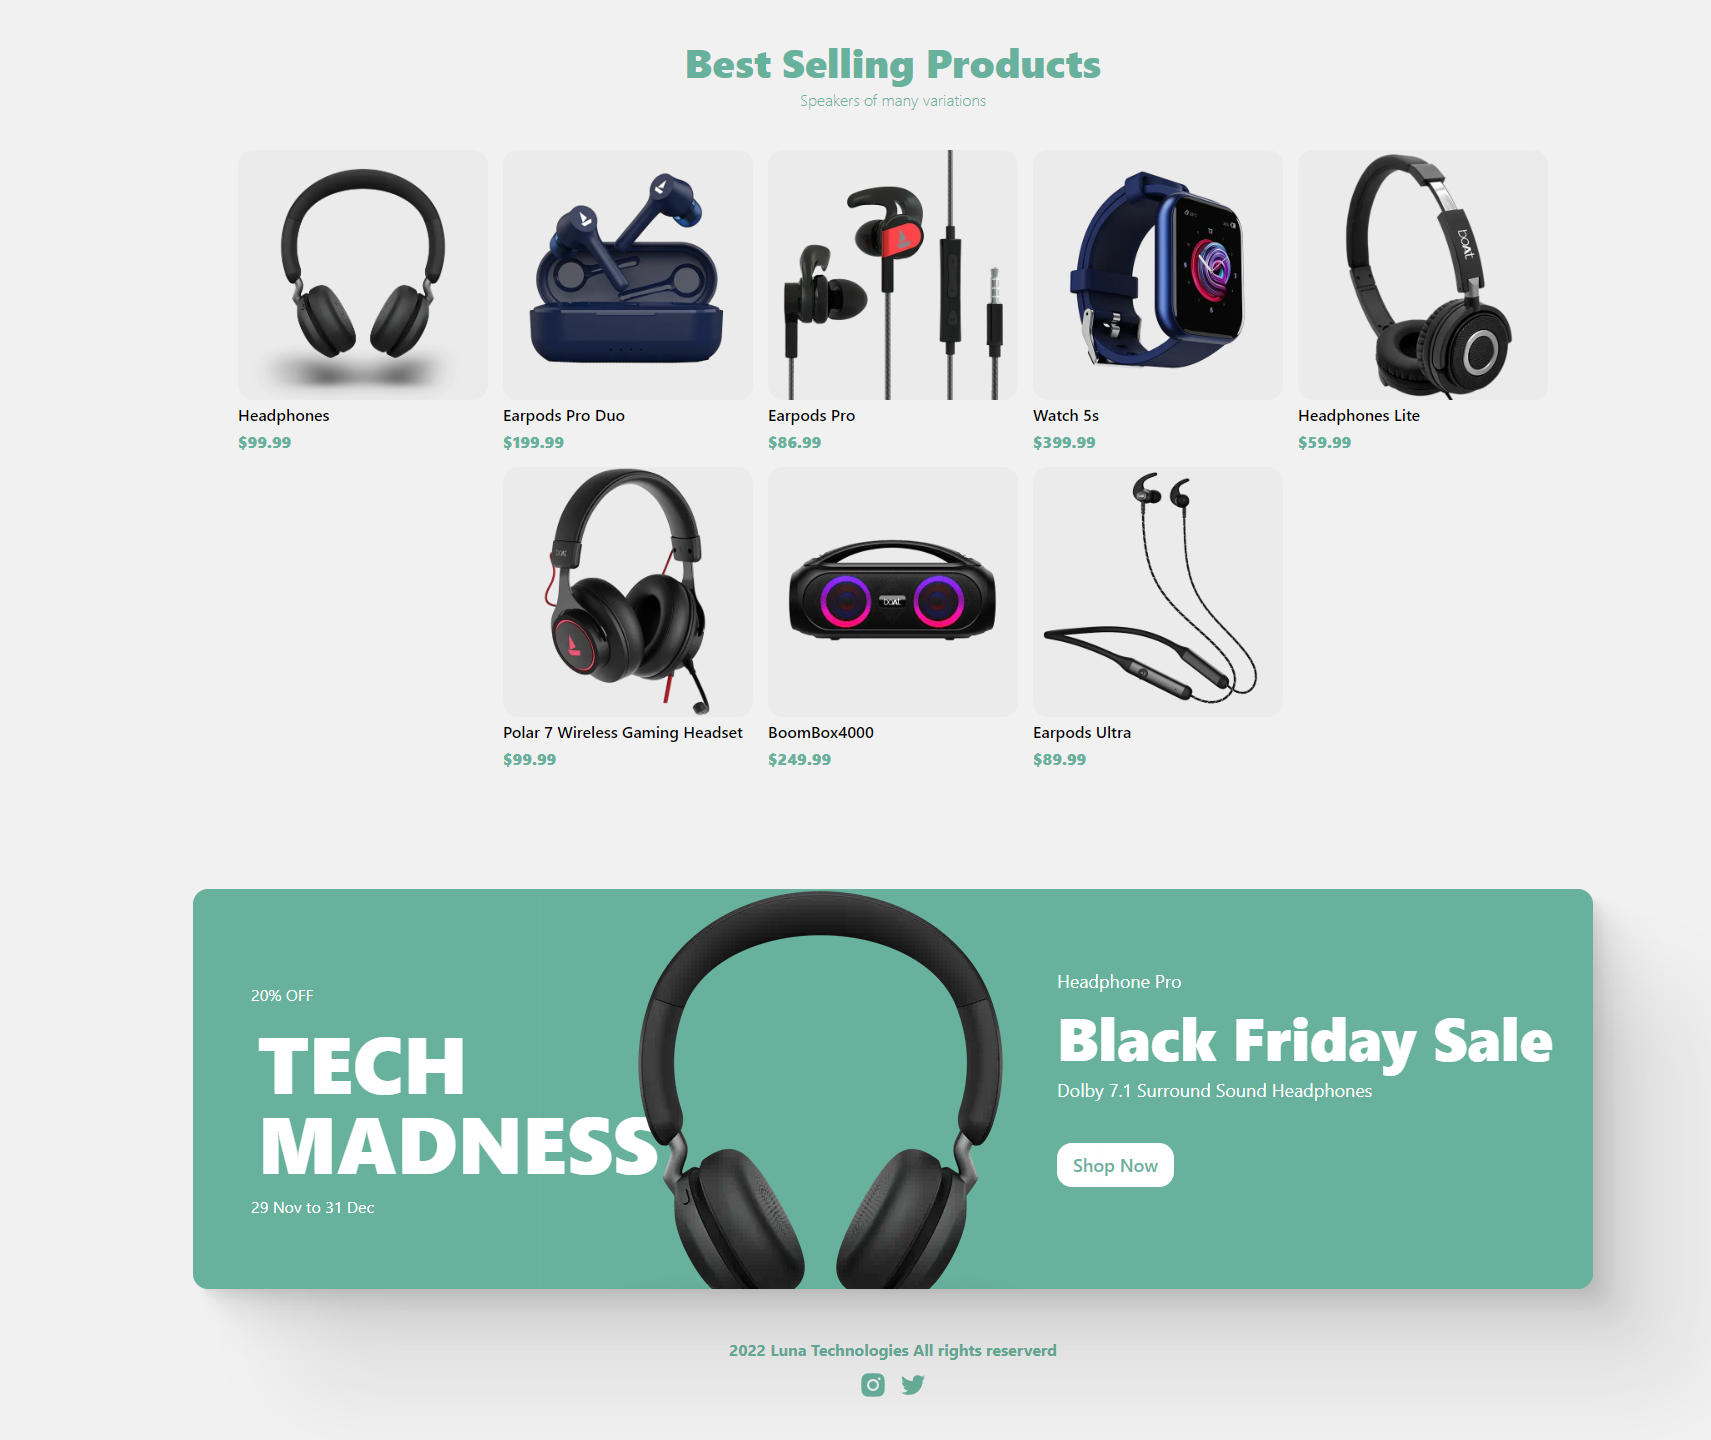 Best Selling Products
Speakers of many variations
boAt
Headphones
Earpods Pro Duo
Earpods Pro
Watch 5s
Headphones Lite
$99.99
$199.99
$86.99
$399.99
$59.99
boAt
boAt
Polar 7 Wireless Gaming Headset
BoomBox4000
Earpods Ultra
$99.99
$249.99
$89.99
20% OFF
TECH
MADNESS
29 Nov to 31 Dec
Headphone Pro
Black Friday Sale
Dolby 7.1 Surround Sound Headphones
Shop Now
2022 Luna Technologies All rights reserverd